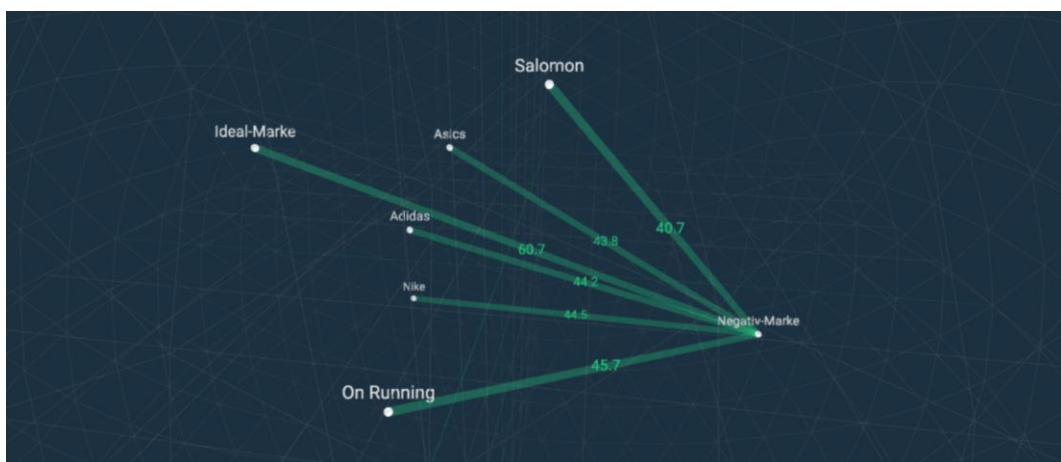 Salomon
Ideal-Marke
Asics
Adidas
40.7
43.8
60.7
44.2
Nike
44.5
Negativ-Marke
45.7
On Running